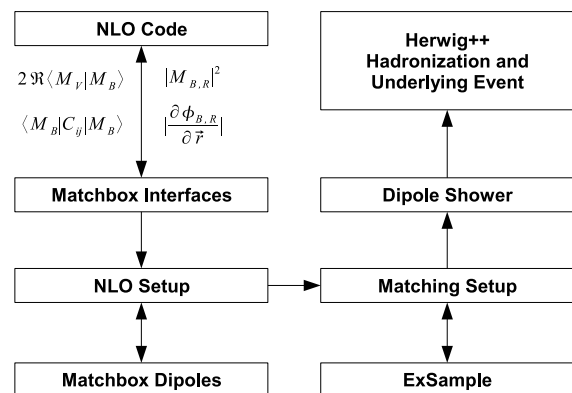 NLO Code
2 ℜ⟨M_V|M_B⟩ |M_{B,R}|²
⟨M_B|C_{ij}|M_B⟩ |∂ϕ_{B,R}/∂r⃗|
Matchbox Interfaces
NLO Setup
Matchbox Dipoles
Herwig++
Hadronization and
Underlying Event
Dipole Shower
Matching Setup
ExSample